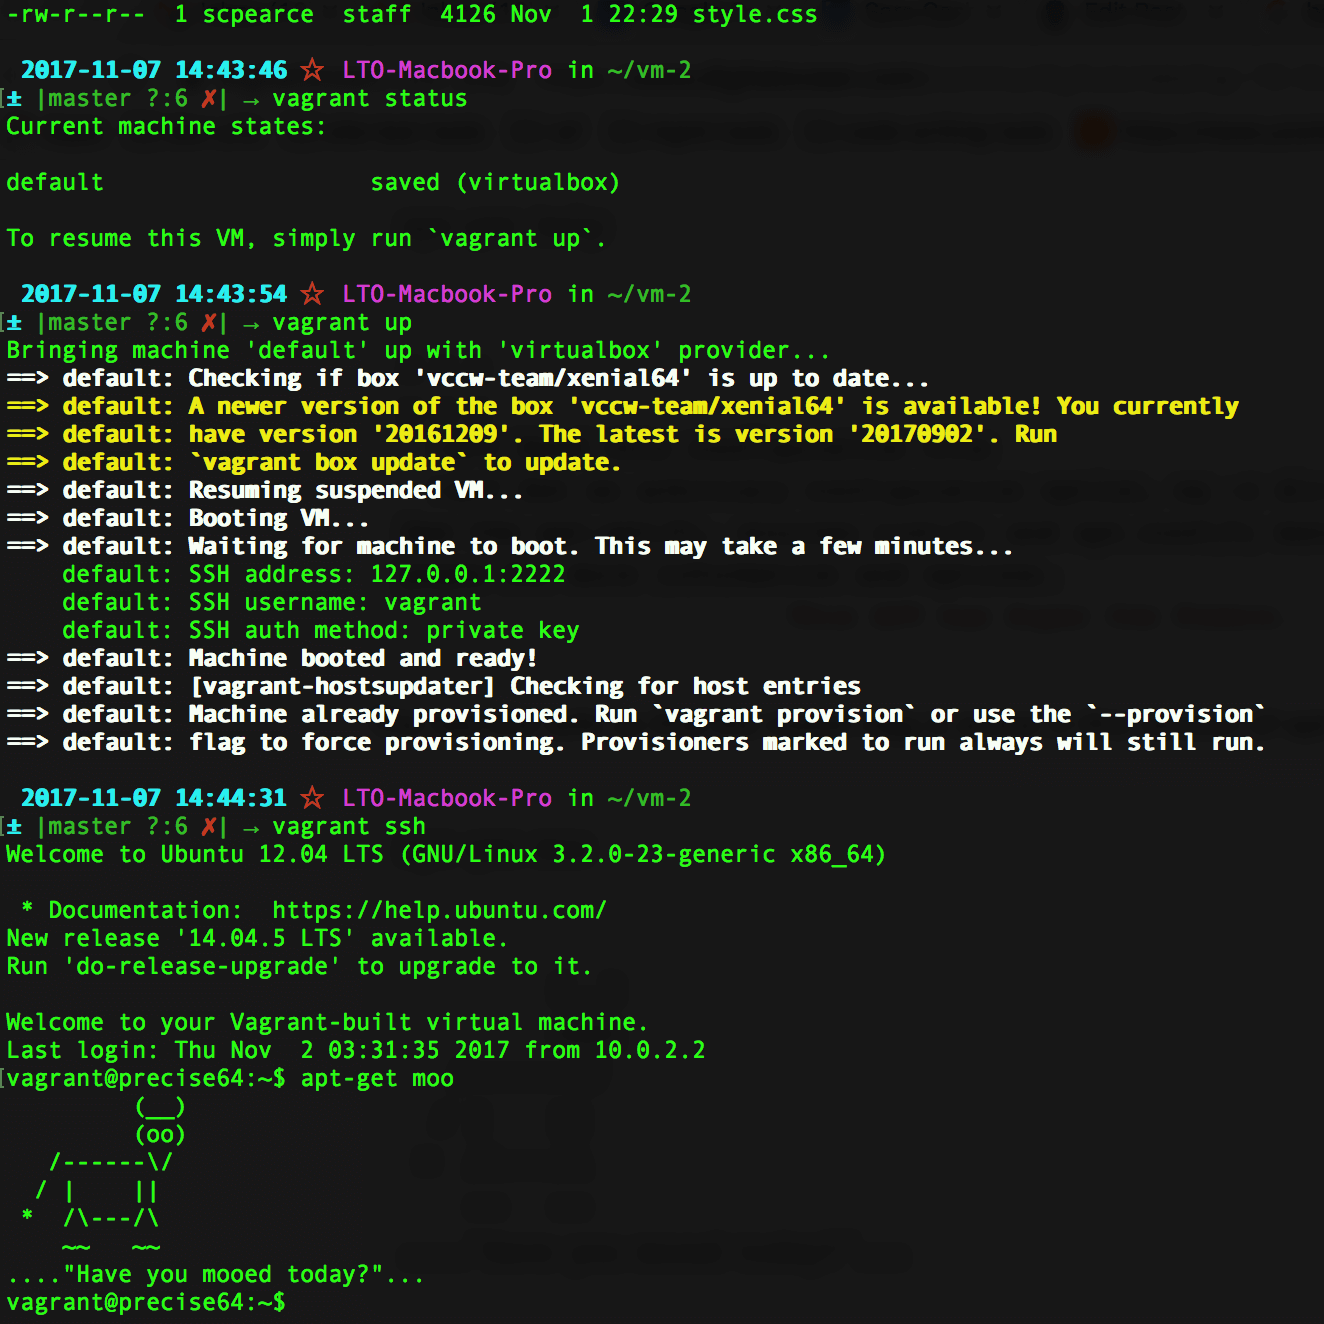 -rw-r--r--  1 scpearce  staff  4126 Nov  1 22:29 style.css
2017-11-07 14:43:46 ☆ LTO-Macbook-Pro in ~/vm-2
[± |master ?:6 ✗| → vagrant status
Current machine states:
default                   saved (virtualbox)
To resume this VM, simply run `vagrant up`.
2017-11-07 14:43:54 ☆ LTO-Macbook-Pro in ~/vm-2
[± |master ?:6 ✗| → vagrant up
Bringing machine 'default' up with 'virtualbox' provider...
==> default: Checking if box 'vccw-team/xenial64' is up to date...
==> default: A newer version of the box 'vccw-team/xenial64' is available! You currently
==> default: have version '20161209'. The latest is version '20170902'. Run
==> default: `vagrant box update` to update.
==> default: Resuming suspended VM...
==> default: Booting VM...
==> default: Waiting for machine to boot. This may take a few minutes...
    default: SSH address: 127.0.0.1:2222
    default: SSH username: vagrant
    default: SSH auth method: private key
==> default: Machine booted and ready!
==> default: [vagrant-hostsupdater] Checking for host entries
==> default: Machine already provisioned. Run `vagrant provision` or use the `--provision`
==> default: flag to force provisioning. Provisioners marked to run always will still run.
2017-11-07 14:44:31 ☆ LTO-Macbook-Pro in ~/vm-2
[± |master ?:6 ✗| → vagrant ssh
Welcome to Ubuntu 12.04 LTS (GNU/Linux 3.2.0-23-generic x86_64)
 * Documentation:  https://help.ubuntu.com/
New release '14.04.5 LTS' available.
Run 'do-release-upgrade' to upgrade to it.
Welcome to your Vagrant-built virtual machine.
Last login: Thu Nov  2 03:31:35 2017 from 10.0.2.2
[vagrant@precise64:~$ apt-get moo
         (__)
         (oo)
   /------\/
  / |    ||
 *  /\---/\
    ~~   ~~
...."Have you mooed today?"...
vagrant@precise64:~$